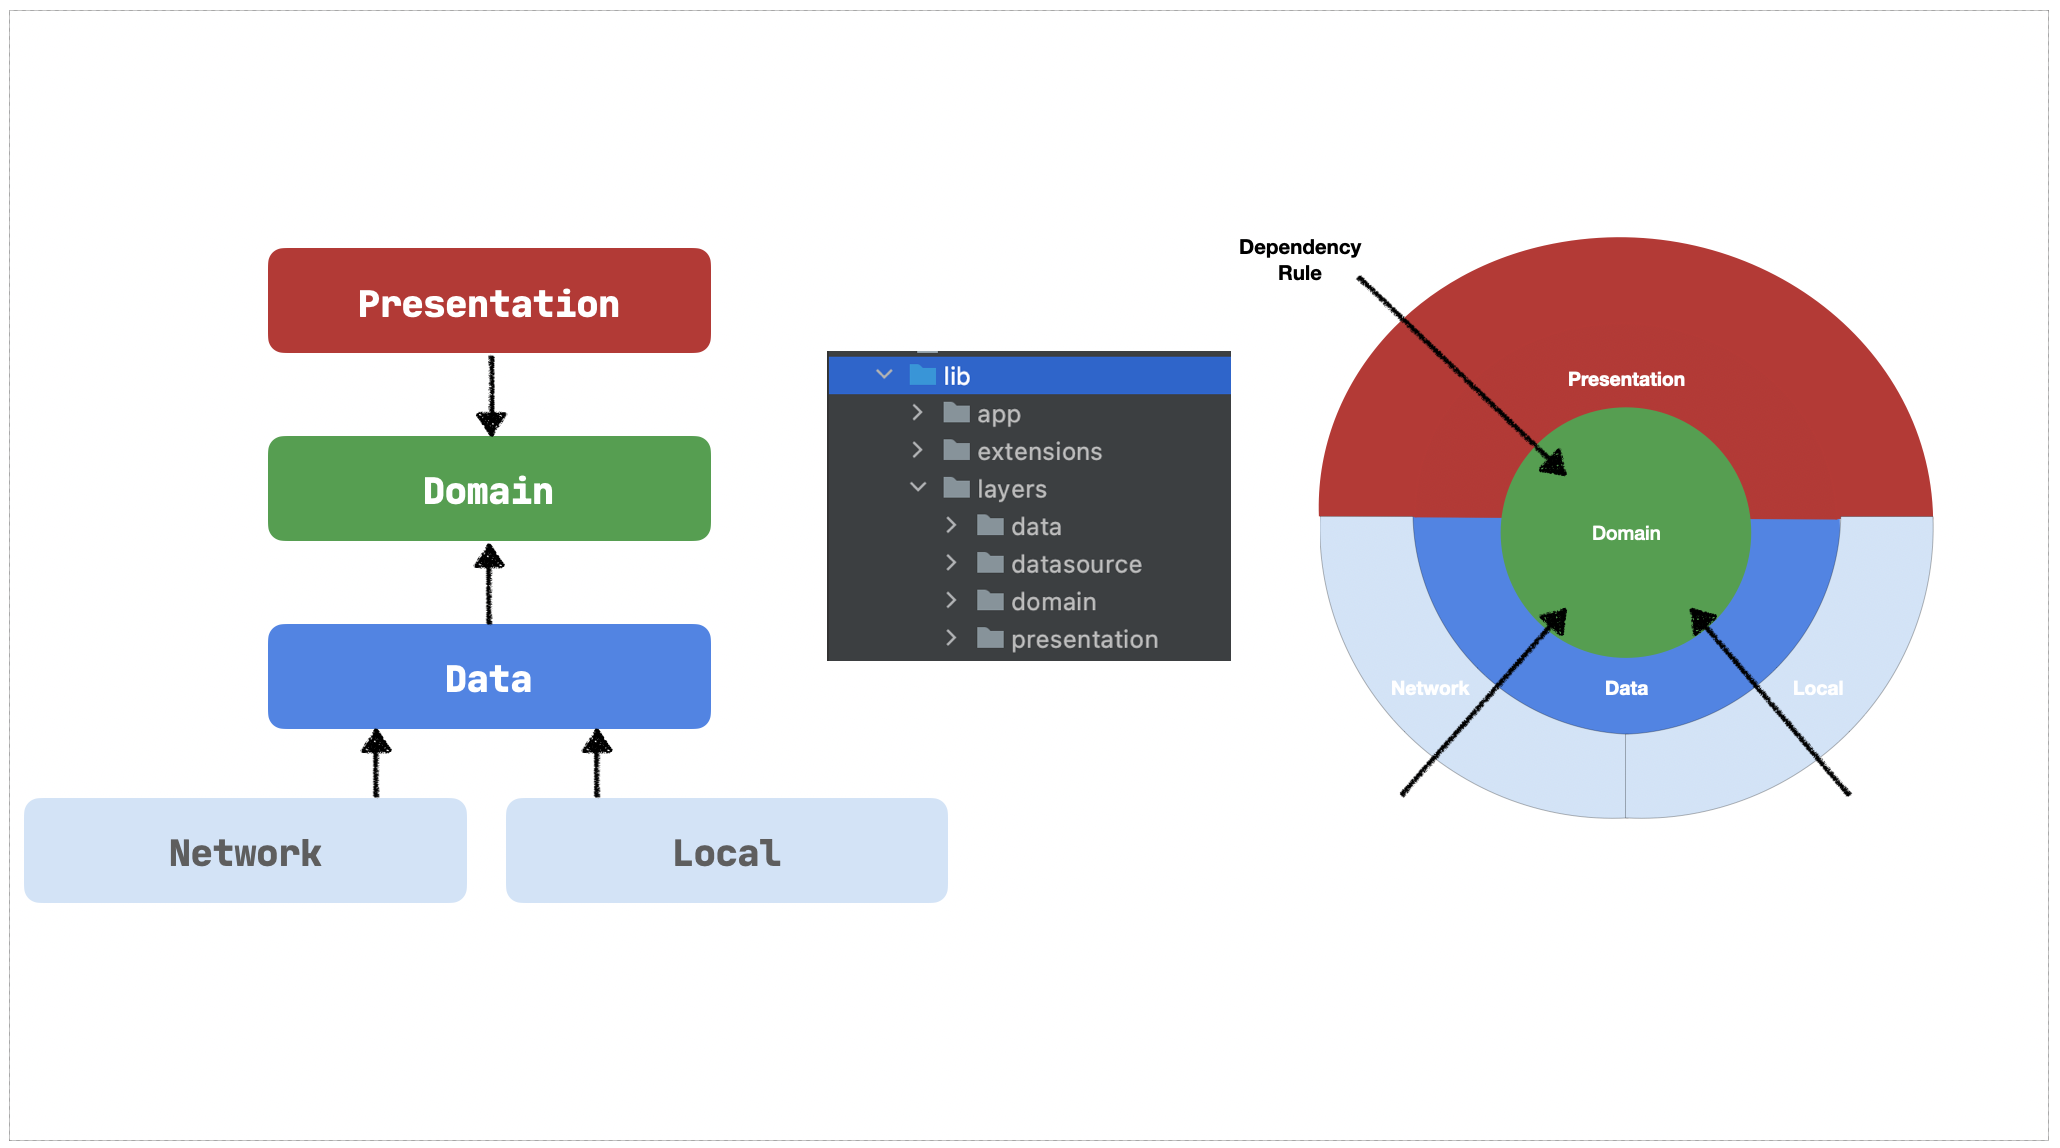 Presentation
Domain
Data
Network
Local
lib
app
extensions
layers
data
datasource
domain
presentation
Dependency
Rule
Presentation
Domain
Network
Data
Local